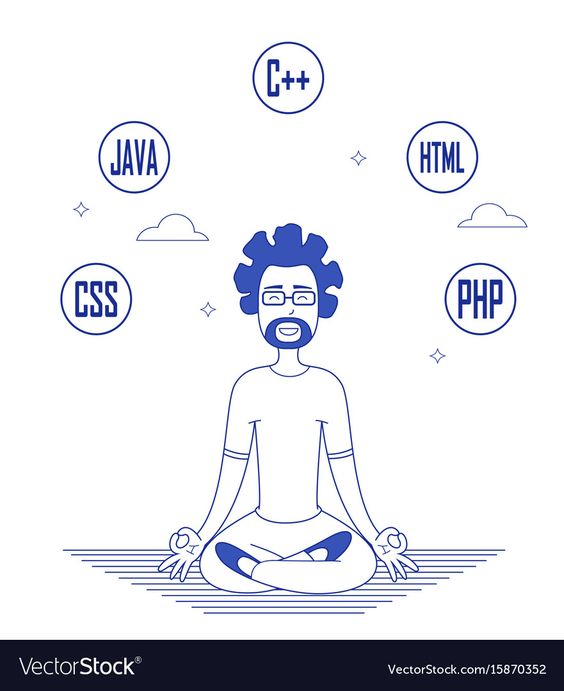 C++
JAVA
HTML
CSS
PHP
VectorStock®
VectorStock.com/15870352